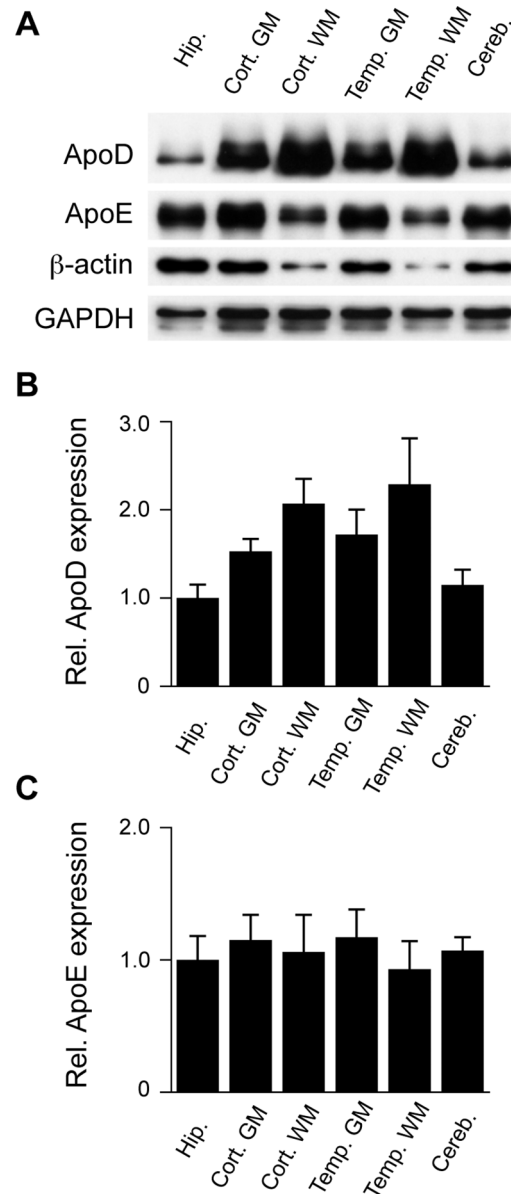 A
Hip. Cort. GM Cort. WM Temp. GM Temp. WM Cereb.
ApoD
ApoE
β-actin
GAPDH
B
Rel. ApoD expression
3.0
2.0
1.0
0
Hip. Cort. GM Cort. WM Temp. GM Temp. WM Cereb.
C
Rel. ApoE expression
2.0
1.0
0
Hip. Cort. GM Cort. WM Temp. GM Temp. WM Cereb.